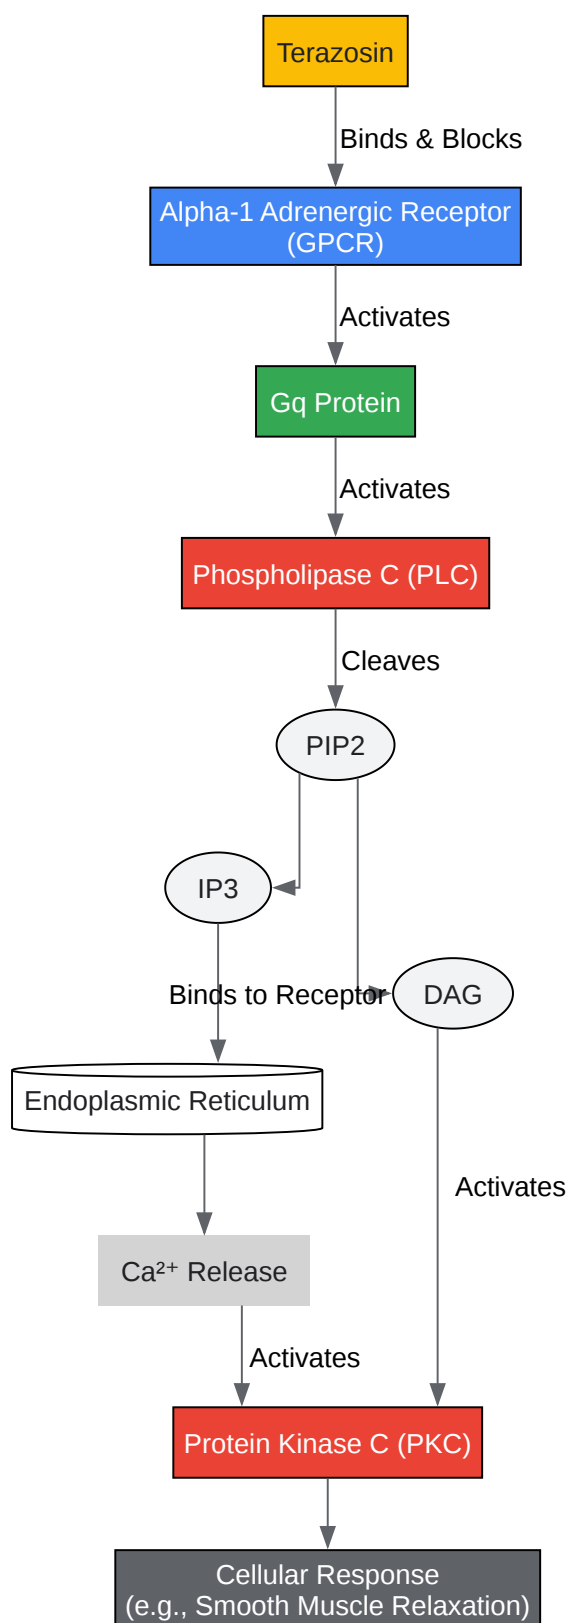 Terazosin
Binds & Blocks
Alpha-1 Adrenergic Receptor
(GPCR)
Activates
Gq Protein
Activates
Phospholipase C (PLC)
Cleaves
PIP2
IP3
Binds to Receptor
DAG
Endoplasmic Reticulum
Activates
Ca²⁺ Release
Activates
Protein Kinase C (PKC)
Cellular Response
(e.g., Smooth Muscle Relaxation)